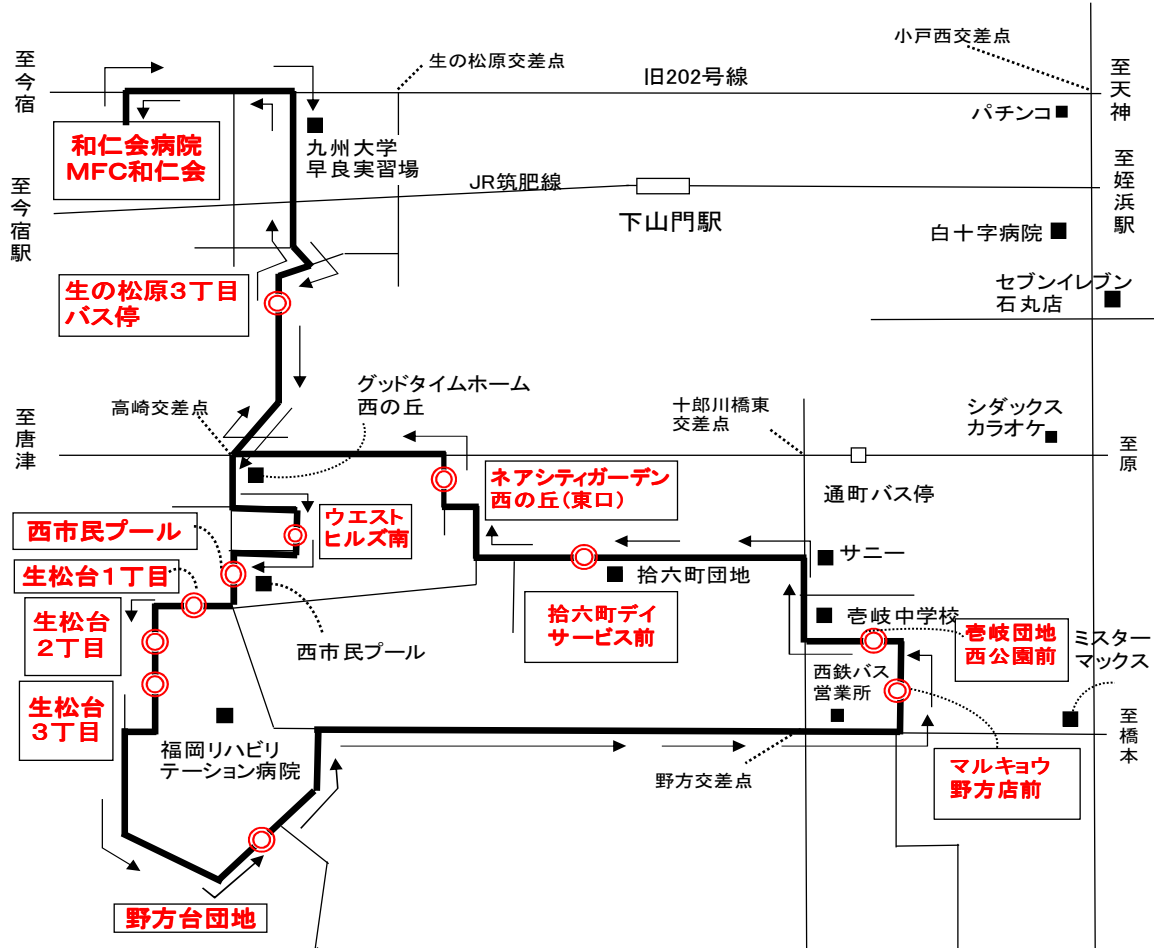 小戸西交差点
生の松原交差点
旧202号線
至今宿
至天神
パチンコ
和仁会病院
MFC和仁会
九州大学
早良実習場
JR筑肥線
至姪浜駅
至今宿駅
下山門駅
白十字病院
生の松原3丁目
バス停
セブンイレブン
石丸店
グッドタイムホーム
西の丘
高崎交差点
十郎川橋東
交差点
シダックス
カラオケ
至唐津
至原
ネアシティガーデン
西の丘(東口)
通町バス停
ウエスト
ヒルズ南
西市民プール
サニー
生松台1丁目
拾六町団地
生松台
2丁目
拾六町デイ
サービス前
壱岐中学校
壱岐団地
西公園前
ミスター
マックス
西市民プール
西鉄バス
営業所
生松台
3丁目
至橋本
福岡リハビリ
テーション病院
野方交差点
マルキョウ
野方店前
野方台団地